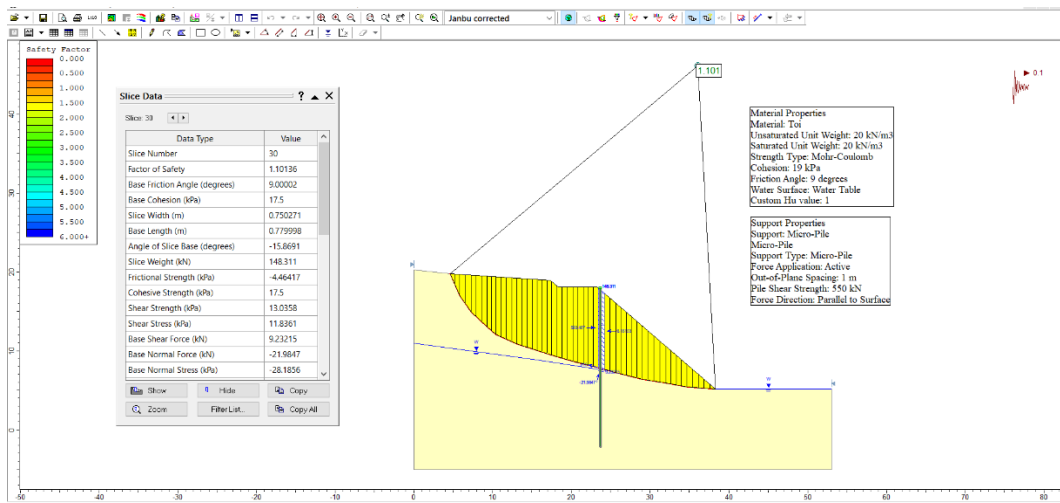 Janbu corrected
Safety Factor
0.000
0.500
1.000
1.500
2.000
2.500
3.000
3.500
4.000
4.500
5.000
5.500
6.000+
Slice Data
Slice: 30
Data Type Value
Slice Number 30
Factor of Safety 1.10136
Base Friction Angle (degrees) 9.00002
Base Cohesion (kPa) 17.5
Slice Width (m) 0.750271
Base Length (m) 0.779998
Angle of Slice Base (degrees) -15.8691
Slice Weight (kN) 148.311
Frictional Strength (kPa) -4.46417
Cohesive Strength (kPa) 17.5
Shear Strength (kPa) 13.0358
Shear Stress (kPa) 11.8361
Base Shear Force (kN) 9.23215
Base Normal Force (kN) -21.9847
Base Normal Stress (kPa) -28.1856
Show Hide Copy
Zoom Filter List... Copy All
1.101
0.1
Material Properties
Material: Toi
Unsaturated Unit Weight: 20 kN/m3
Saturated Unit Weight: 20 kN/m3
Strength Type: Mohr-Coulomb
Cohesion: 19 kPa
Friction Angle: 9 degrees
Water Surface: Water Table
Custom Hu value: 1
Support Properties
Support: Micro-Pile
Micro-Pile
Support Type: Micro-Pile
Force Application: Active
Out-of-Plane Spacing: 1 m
Pile Shear Strength: 550 kN
Force Direction: Parallel to Surface
148.311
W
W
-21.9847
40
30
20
10
0
-50 -40 -30 -20 -10 0 10 20 30 40 50 60 70 80